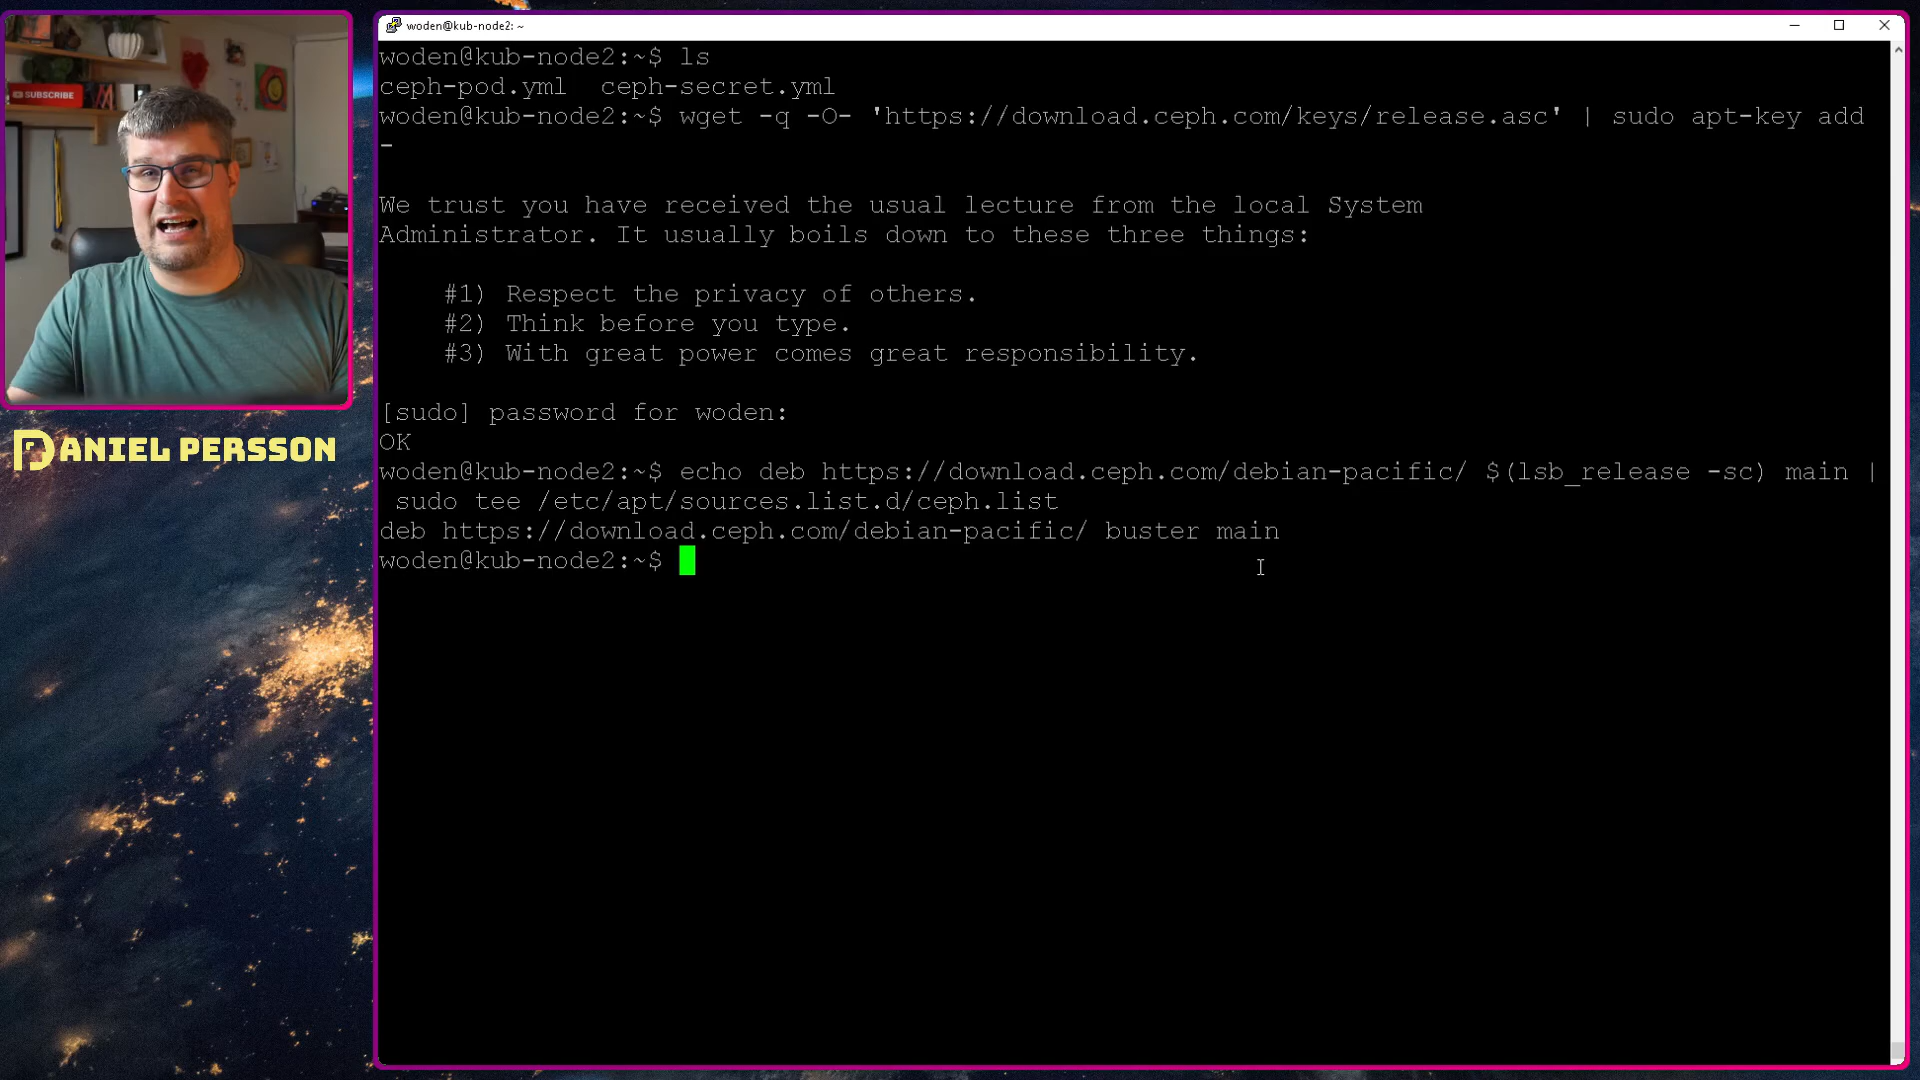 SUBSCRIBE
DANIEL PERSSON
woden@kub-node2: ~
woden@kub-node2:~$ ls
ceph-pod.yml  ceph-secret.yml
woden@kub-node2:~$ wget -q -O- 'https://download.ceph.com/keys/release.asc' | sudo apt-key add
-
We trust you have received the usual lecture from the local System
Administrator. It usually boils down to these three things:
#1) Respect the privacy of others.
#2) Think before you type.
#3) With great power comes great responsibility.
[sudo] password for woden:
OK
woden@kub-node2:~$ echo deb https://download.ceph.com/debian-pacific/ $(lsb_release -sc) main |
sudo tee /etc/apt/sources.list.d/ceph.list
deb https://download.ceph.com/debian-pacific/ buster main
woden@kub-node2:~$